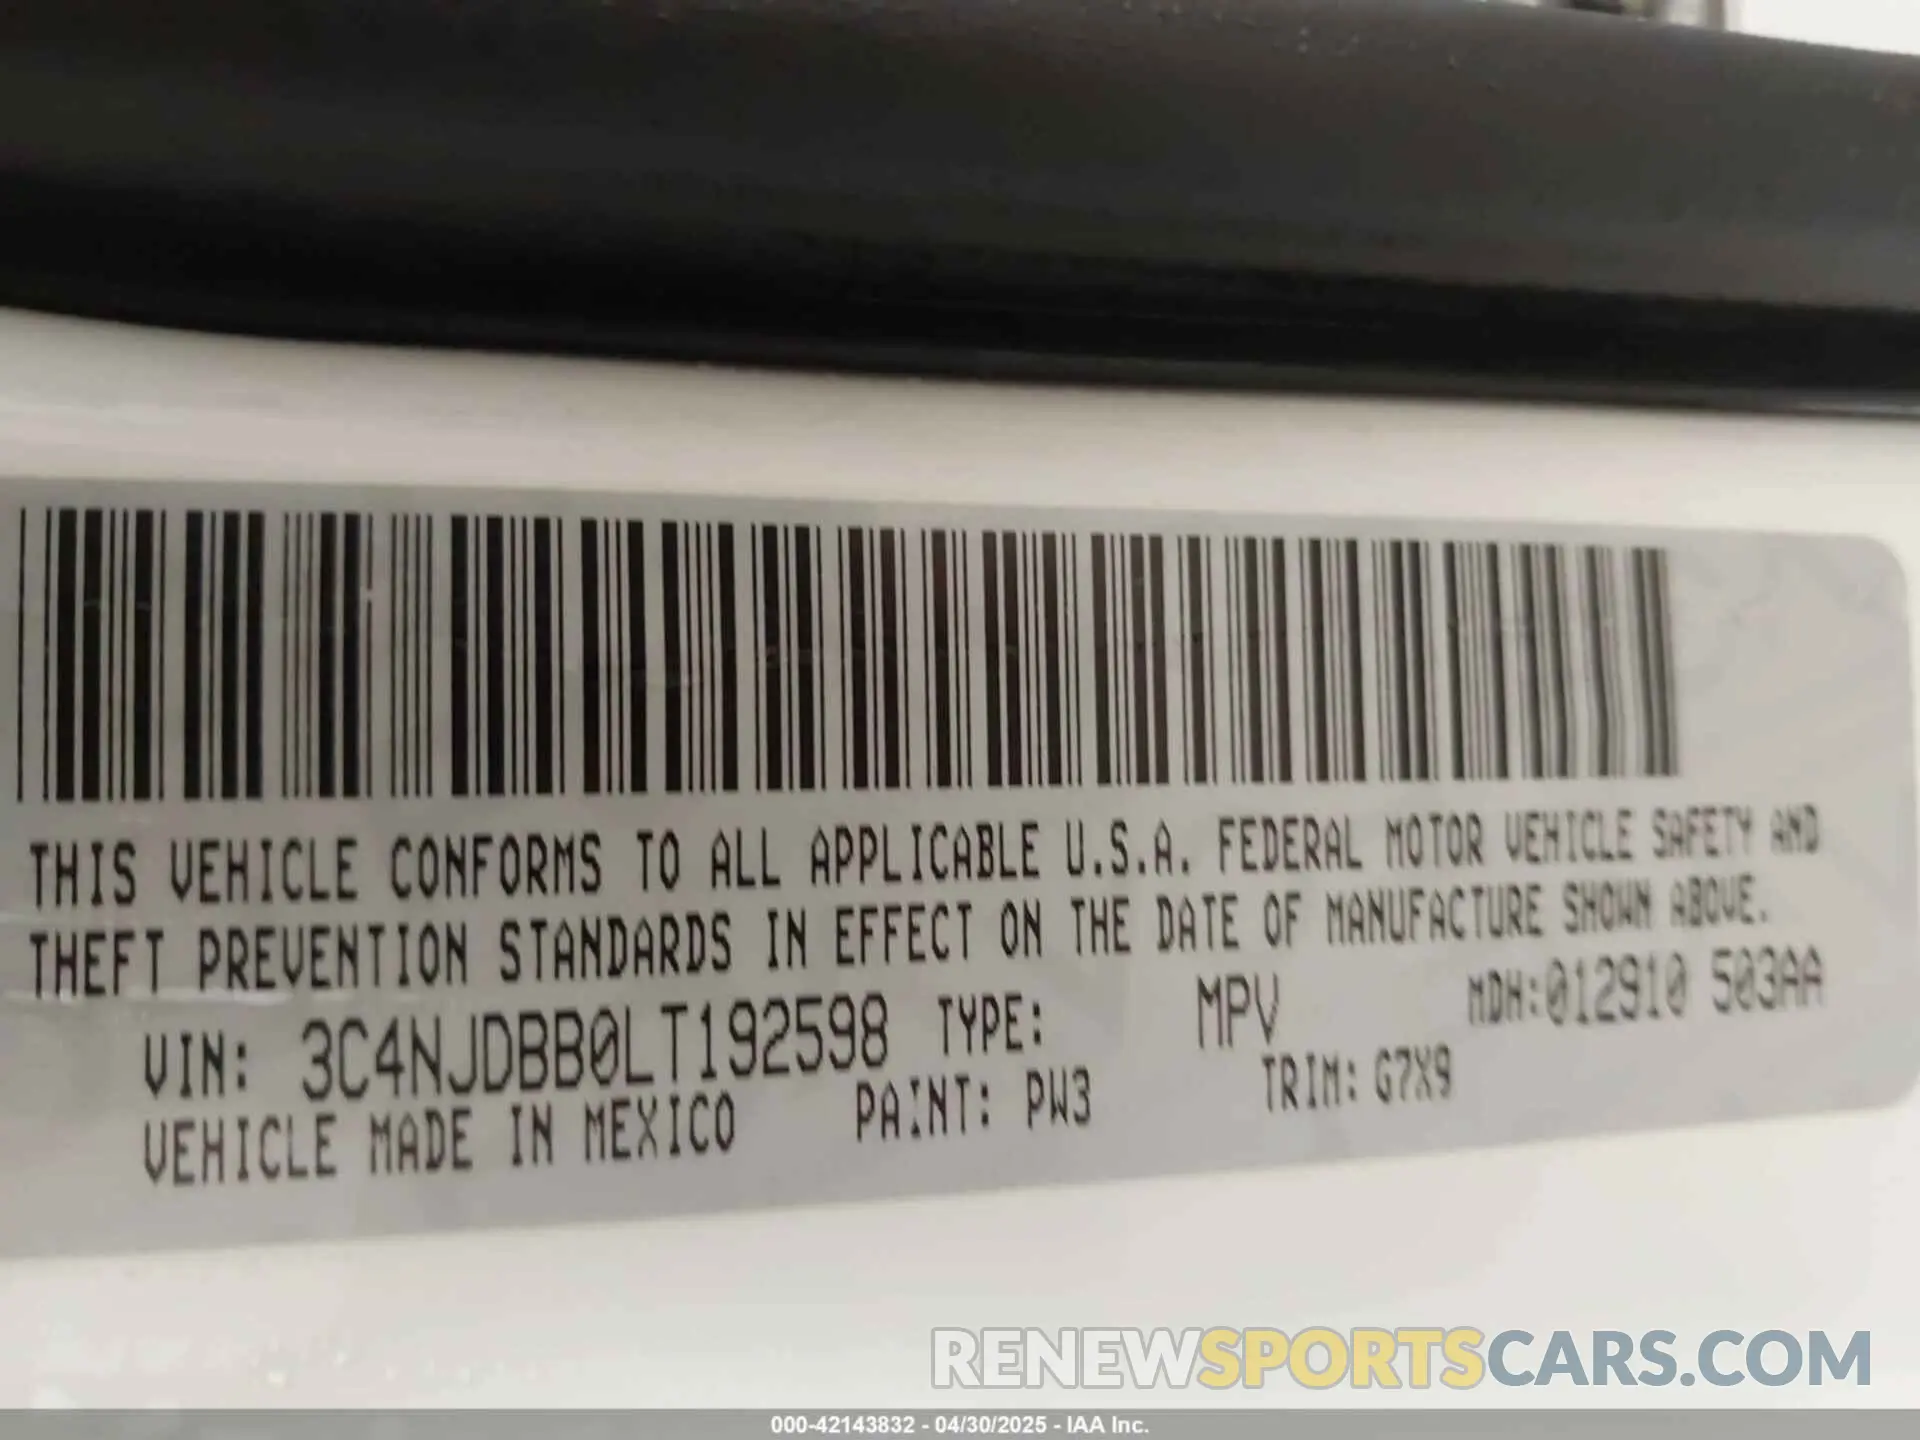 THIS VEHICLE CONFORMS TO ALL APPLICABLE U.S.A. FEDERAL MOTOR VEHICLE SAFETY AND
THEFT PREVENTION STANDARDS IN EFFECT ON THE DATE OF MANUFACTURE SHOWN ABOVE.
VIN: 3C4NJDBB0LT192598 TYPE: MPV MDH:012910 503AA
VEHICLE MADE IN MEXICO PAINT: PW3 TRIM: G7X9
RENEWSPORTSCARS.COM
000-42143832 - 04/30/2025 - IAA Inc.